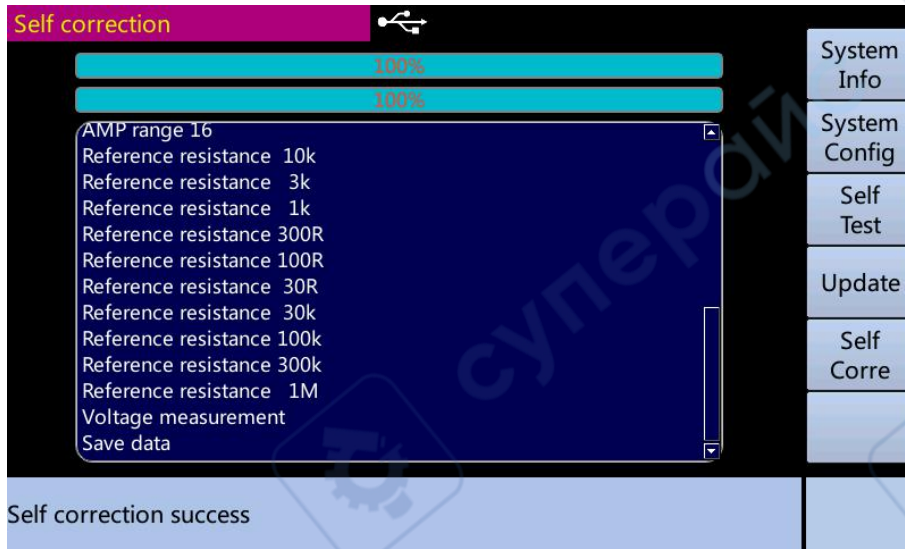 Self correction
100%
100%
AMP range 16
Reference resistance 10k
Reference resistance 3k
Reference resistance 1k
Reference resistance 300R
Reference resistance 100R
Reference resistance 30R
Reference resistance 30k
Reference resistance 100k
Reference resistance 300k
Reference resistance 1M
Voltage measurement
Save data
System
Info
System
Config
Self
Test
Update
Self
Corre
Self correction success
суперайс